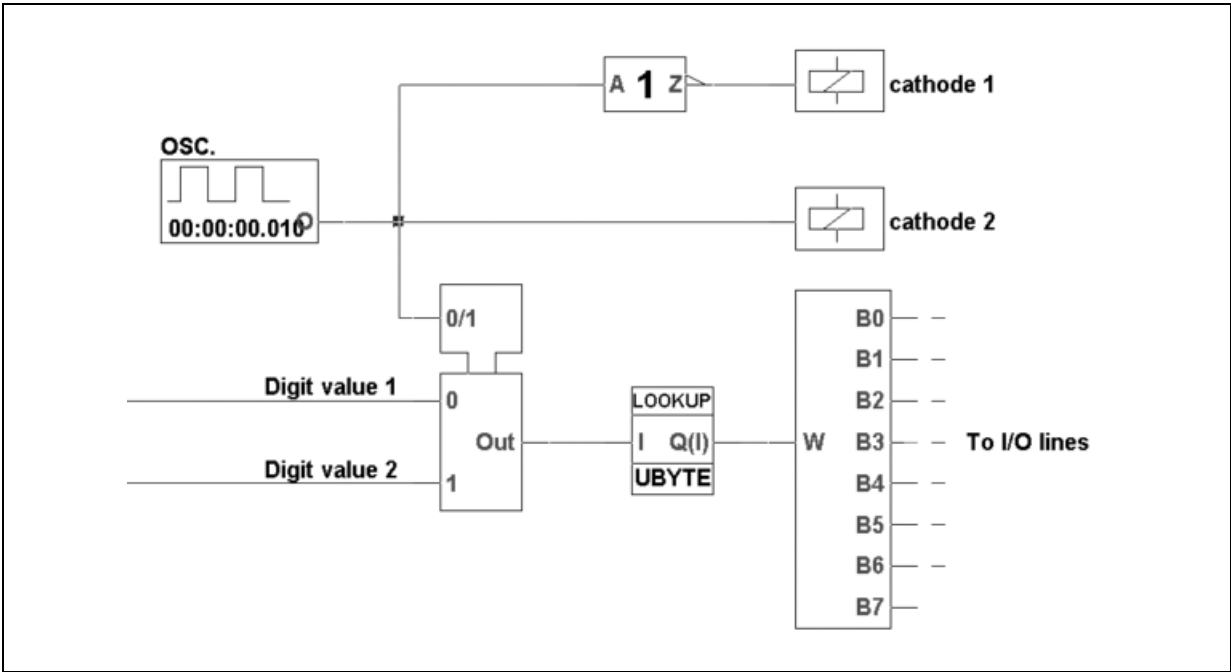 A 1 Z
cathode 1
OSC.
00:00:00.010
O
cathode 2
0/1
B0
B1
Digit value 1
0
LOOKUP
B2
Out
I Q(I)
W
B3
To I/O lines
Digit value 2
1
UBYTE
B4
B5
B6
B7